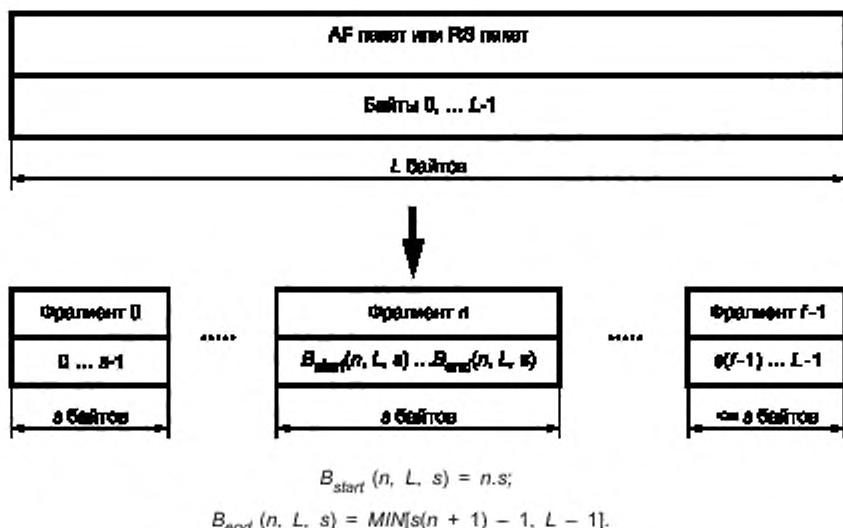 AF пакет или RS пакет
Байты 0, ... L-1
L байтов
Фрагмент 0 ..... Фрагмент n ..... Фрагмент f-1
0 ... s-1 B_start(n, L, s) ... B_end(n, L, s) s(f-1) ... L-1
s байтов s байтов <= s байтов
B_start (n, L, s) = n.s;
B_end (n, L, s) = MIN[s(n + 1) – 1, L – 1].